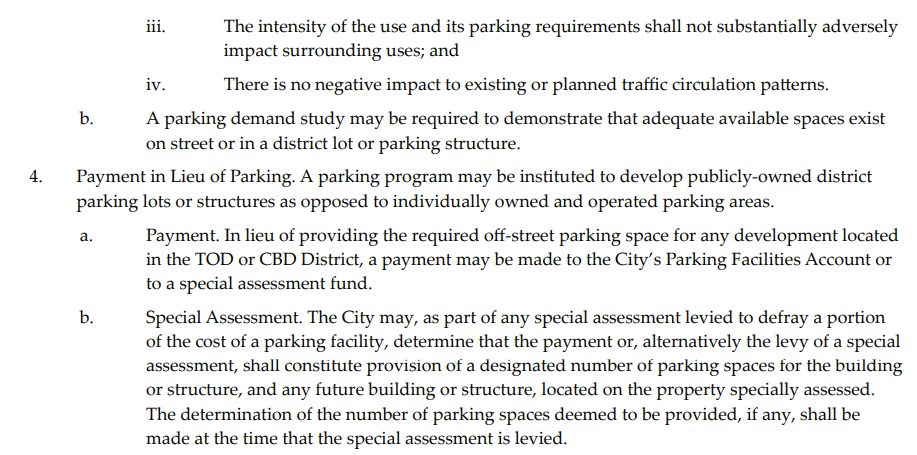 iii. The intensity of the use and its parking requirements shall not substantially adversely
impact surrounding uses; and
iv. There is no negative impact to existing or planned traffic circulation patterns.
b. A parking demand study may be required to demonstrate that adequate available spaces exist
on street or in a district lot or parking structure.
4. Payment in Lieu of Parking. A parking program may be instituted to develop publicly-owned district
parking lots or structures as opposed to individually owned and operated parking areas.
a. Payment. In lieu of providing the required off-street parking space for any development located
in the TOD or CBD District, a payment may be made to the City’s Parking Facilities Account or
to a special assessment fund.
b. Special Assessment. The City may, as part of any special assessment levied to defray a portion
of the cost of a parking facility, determine that the payment or, alternatively the levy of a special
assessment, shall constitute provision of a designated number of parking spaces for the building
or structure, and any future building or structure, located on the property specially assessed.
The determination of the number of parking spaces deemed to be provided, if any, shall be
made at the time that the special assessment is levied.